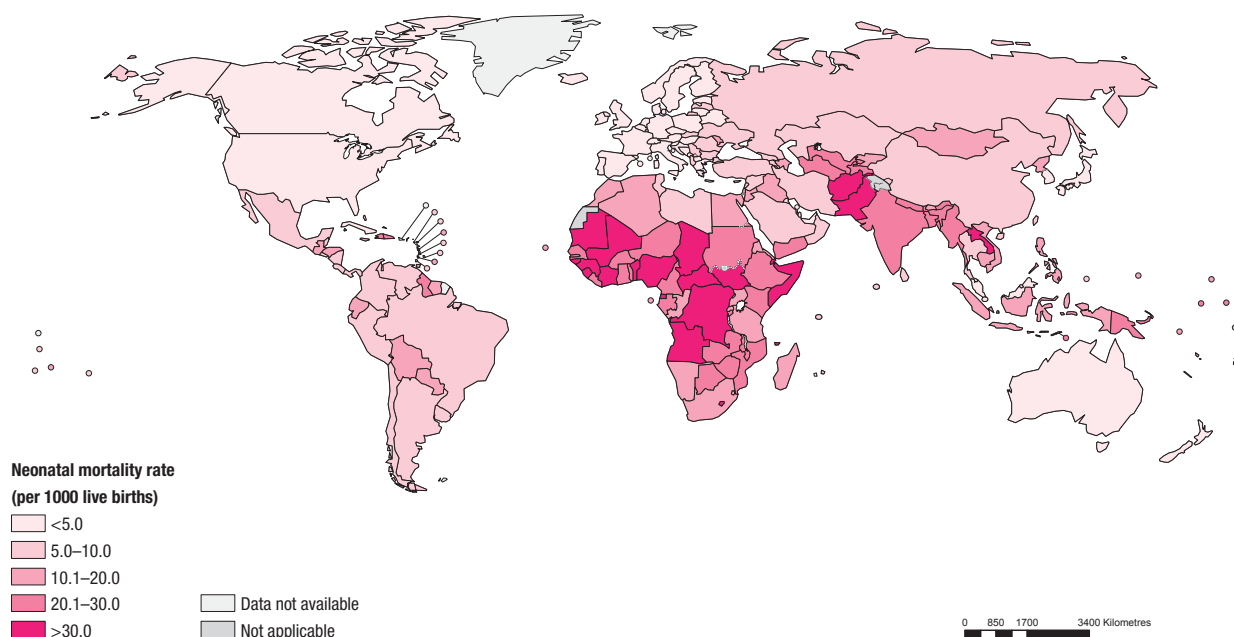 Neonatal mortality rate
(per 1000 live births)
<5.0
5.0–10.0
10.1–20.0
20.1–30.0
>30.0
Data not available
Not applicable
0 850 1700 3400 Kilometres